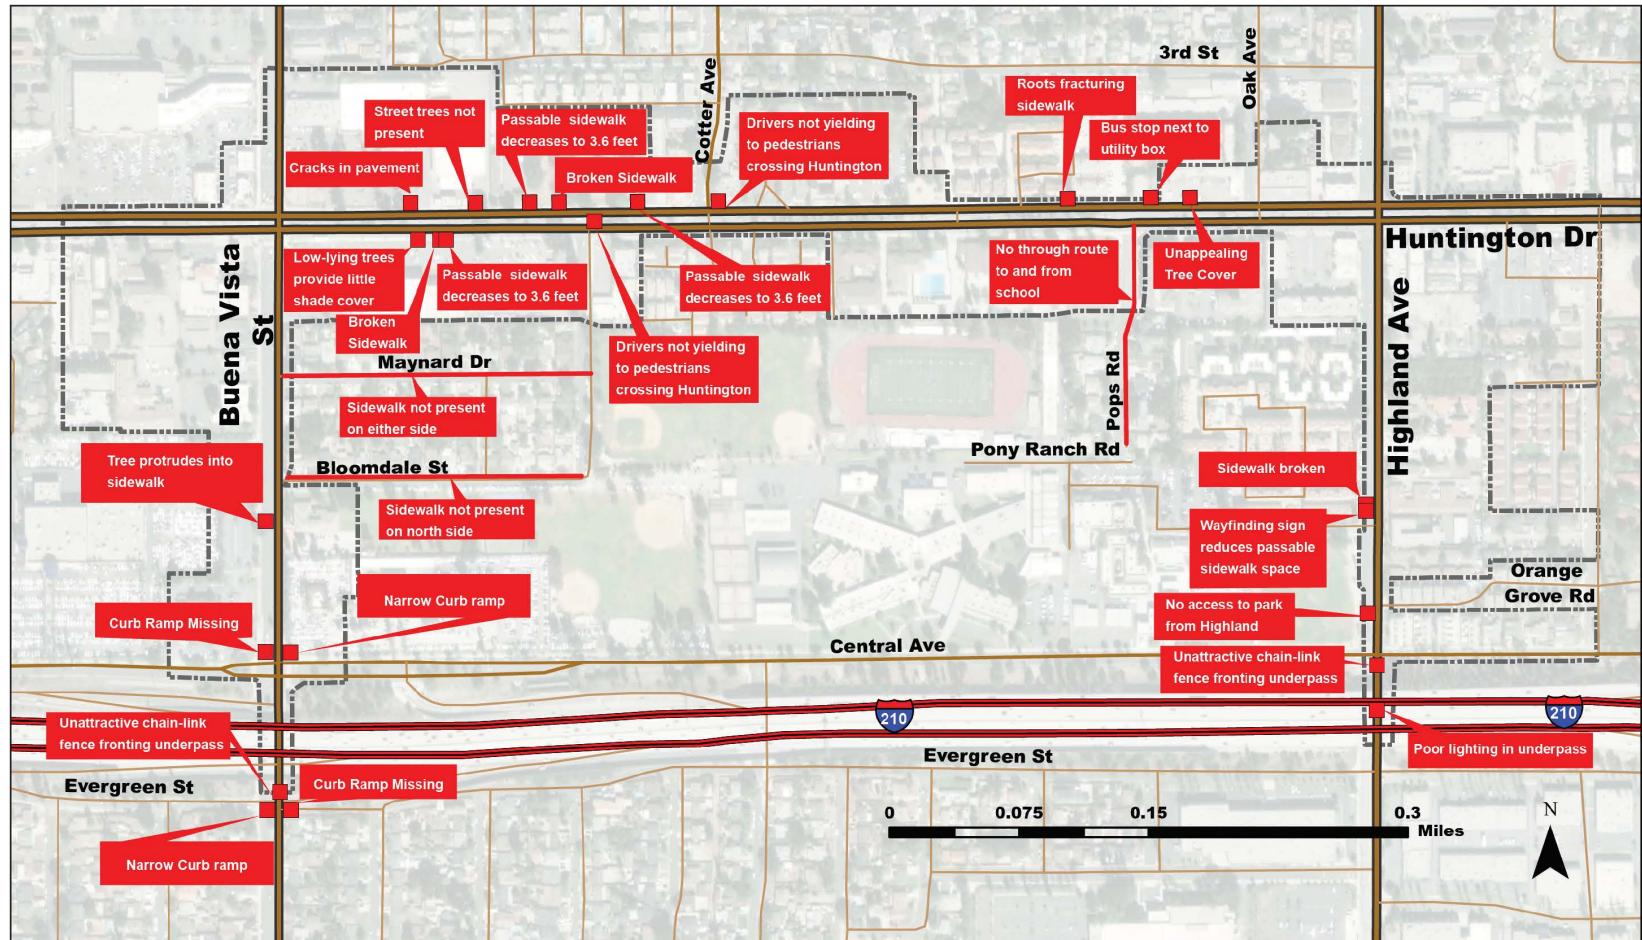 3rd St
Oak Ave
Cotter Ave
Roots fracturing
sidewalk
Street trees not
present
Passable sidewalk
decreases to 3.6 feet
Drivers not yielding
to pedestrians
crossing Huntington
Bus stop next to
utility box
Cracks in pavement
Broken Sidewalk
Huntington Dr
Buena Vista
St
Low-lying trees
provide little
shade cover
Passable sidewalk
decreases to 3.6 feet
Passable sidewalk
decreases to 3.6 feet
No through route
to and from
school
Unappealing
Tree Cover
Highland Ave
Broken
Sidewalk
Drivers not yielding
to pedestrians
crossing Huntington
Maynard Dr
Pops Rd
Sidewalk not present
on either side
Pony Ranch Rd
Tree protrudes into
sidewalk
Bloomdale St
Sidewalk broken
Sidewalk not present
on north side
Wayfinding sign
reduces passable
sidewalk space
Orange
Grove Rd
Narrow Curb ramp
Curb Ramp Missing
No access to park
from Highland
Central Ave
Unattractive chain-link
fence fronting underpass
210
210
Unattractive chain-link
fence fronting underpass
Poor lighting in underpass
Evergreen St
Evergreen St
Curb Ramp Missing
0 0.075 0.15 0.3
Miles
N
Narrow Curb ramp